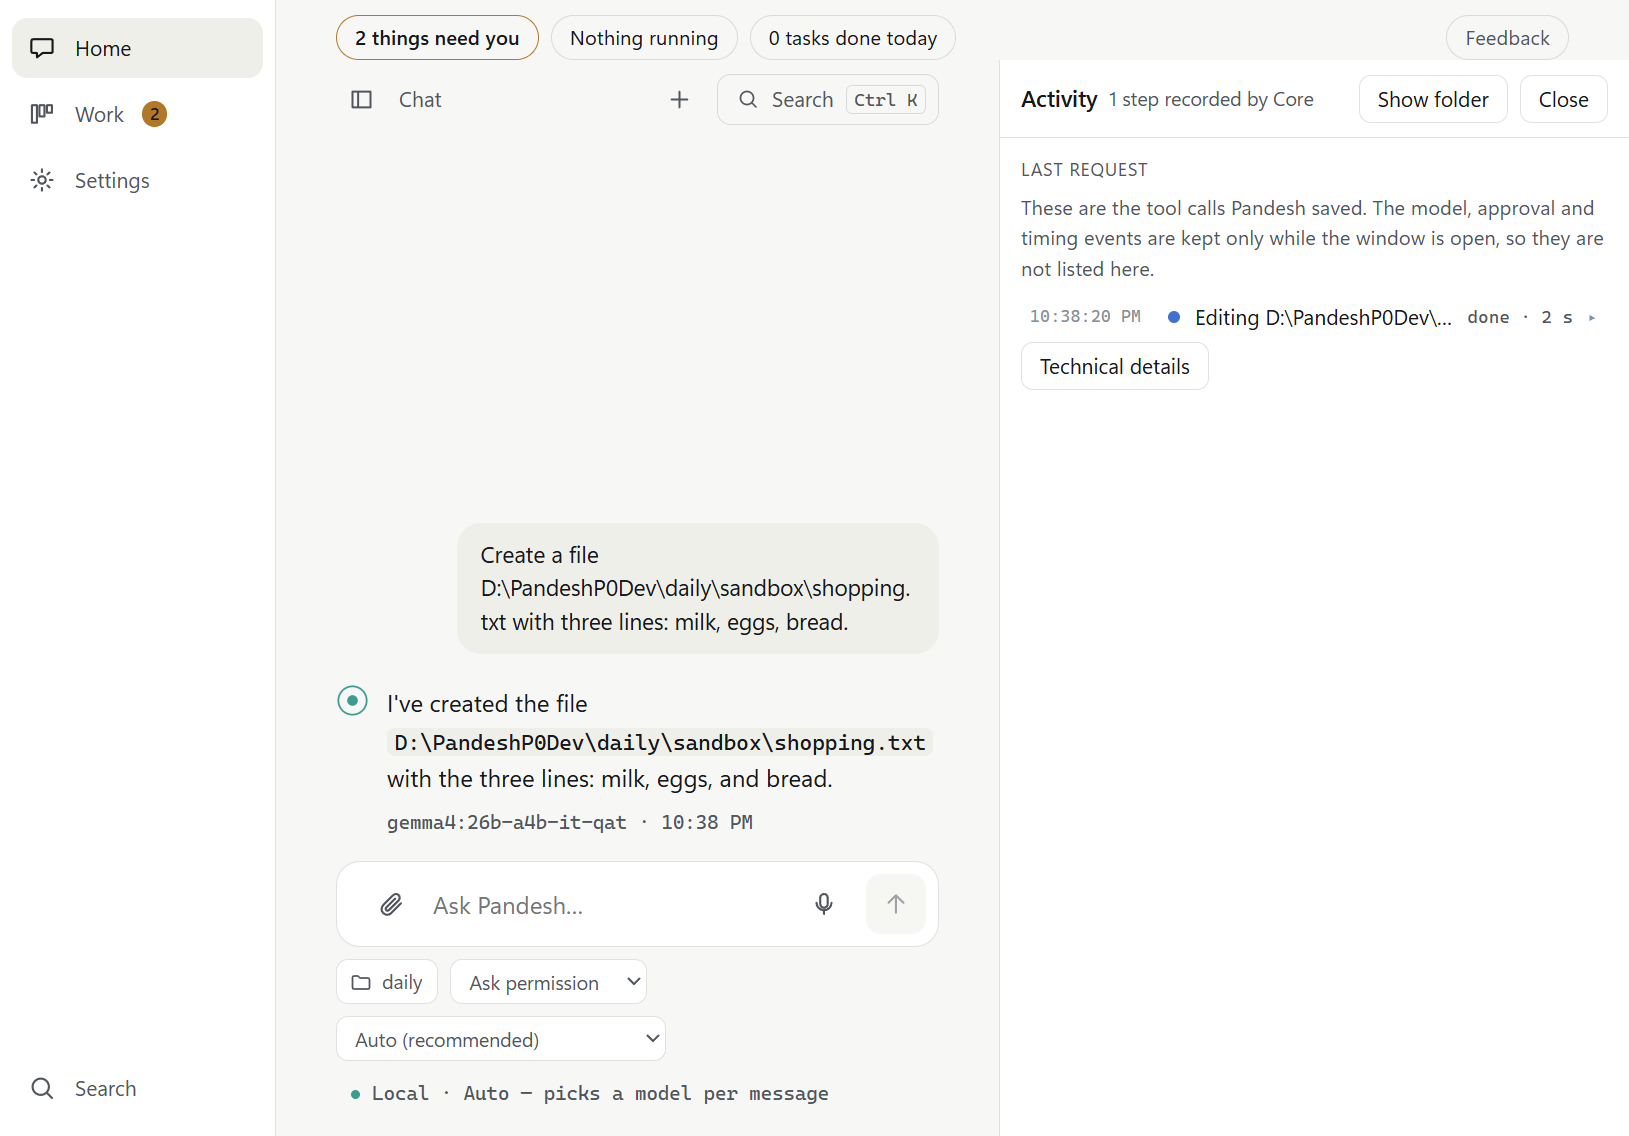 Home
Work 2
Settings
Search
2 things need you
Nothing running
0 tasks done today
Feedback
Chat
Search Ctrl K
Create a file
D:\PandeshP0Dev\daily\sandbox\shopping.
txt with three lines: milk, eggs, bread.
I've created the file
D:\PandeshP0Dev\daily\sandbox\shopping.txt
with the three lines: milk, eggs, and bread.
gemma4:26b-a4b-it-qat · 10:38 PM
Ask Pandesh...
daily
Ask permission
Auto (recommended)
Local · Auto — picks a model per message
Activity 1 step recorded by Core
Show folder
Close
LAST REQUEST
These are the tool calls Pandesh saved. The model, approval and
timing events are kept only while the window is open, so they are
not listed here.
10:38:20 PM Editing D:\PandeshP0Dev\... done · 2 s
Technical details